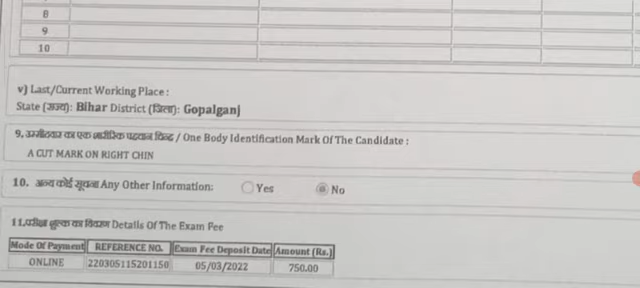 8
9
10
v) Last/Current Working Place :
State (राज्य): Bihar District (जिला): Gopalganj
9. उम्मीदवार का एक शारीरिक पहचान चिन्ह / One Body Identification Mark Of The Candidate :
A CUT MARK ON RIGHT CHIN
10. अन्य कोई सूचना Any Other Information: Yes No
11.परीक्षा शुल्क का विवरण Details Of The Exam Fee
Mode Of Payment REFERENCE NO. Exam Fee Deposit Date Amount (Rs.)
ONLINE 220305115201150 05/03/2022 750.00